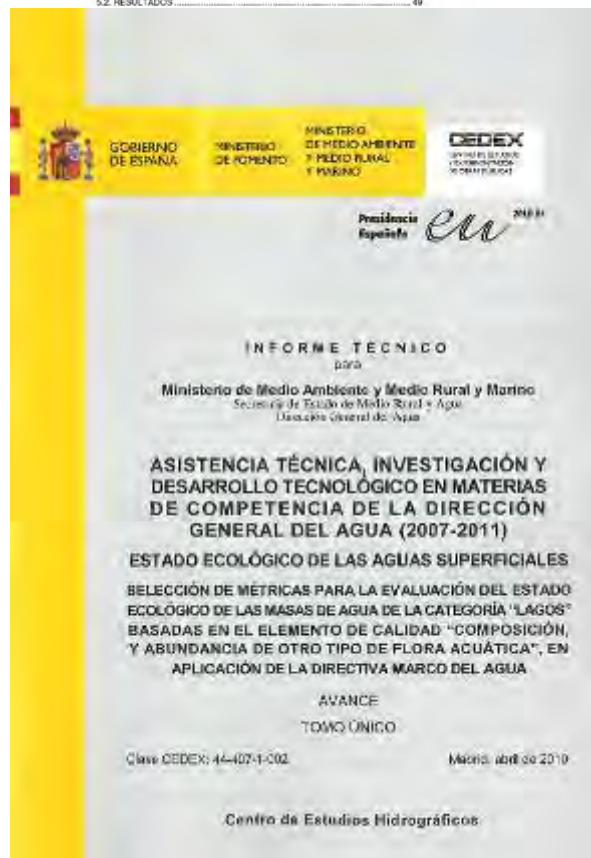 5.2. RESULTADOS ........ 49
GOBIERNO
DE ESPAÑA
MINISTERIO
DE FOMENTO
MINISTERIO
DE MEDIO AMBIENTE
Y MEDIO RURAL
Y MARINO
CEDEX
Presidencia
Española
eu
INFORME TÉCNICO
para
Ministerio de Medio Ambiente y Medio Rural y Marino
Secretaría de Estado de Medio Rural y Agua
Dirección General del Agua
ASISTENCIA TÉCNICA, INVESTIGACIÓN Y
DESARROLLO TECNOLÓGICO EN MATERIAS
DE COMPETENCIA DE LA DIRECCIÓN
GENERAL DEL AGUA (2007-2011)
ESTADO ECOLÓGICO DE LAS AGUAS SUPERFICIALES
SELECCIÓN DE MÉTRICAS PARA LA EVALUACIÓN DEL ESTADO
ECOLÓGICO DE LAS MASAS DE AGUA DE LA CATEGORÍA "LAGOS"
BASADAS EN EL ELEMENTO DE CALIDAD "COMPOSICIÓN,
Y ABUNDANCIA DE OTRO TIPO DE FLORA ACUÁTICA", EN
APLICACIÓN DE LA DIRECTIVA MARCO DEL AGUA
AVANCE
TOMO ÚNICO
Clave CEDEX: 44-407-1-002
Madrid, abril de 2010
Centro de Estudios Hidrográficos